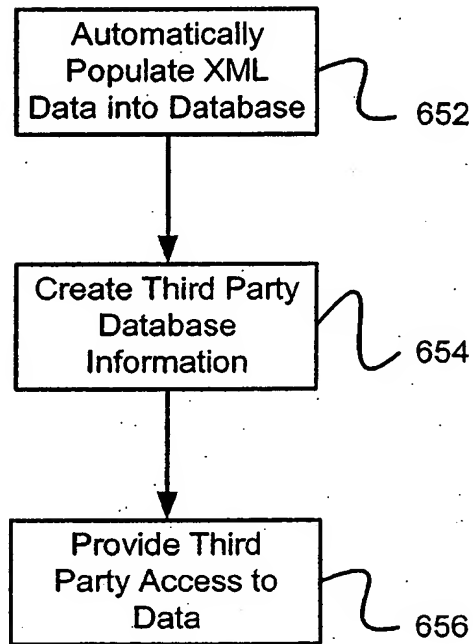 Automatically
Populate XML
Data into Database
652
Create Third Party
Database
Information
654
Provide Third
Party Access to
Data
656